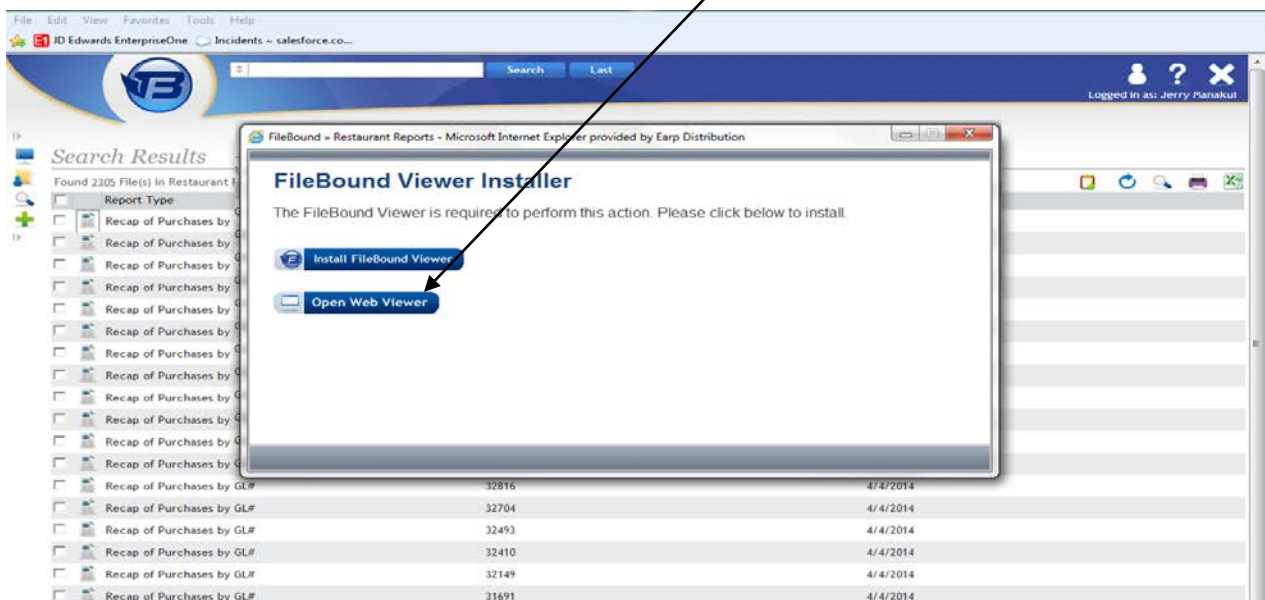 File Edit View Favorites Tools Help
JD Edwards EnterpriseOne Incidents ~ salesforce.co...
Search Last
Logged in as: Jerry Manakul
FileBound » Restaurant Reports - Microsoft Internet Explorer provided by Earp Distribution
Search Results
FileBound Viewer Installer
Found 2305 File(s) in Restaurant
Report Type
The FileBound Viewer is required to perform this action. Please click below to install.
Recap of Purchases by
Recap of Purchases by
Install FileBound Viewer
Recap of Purchases by
Recap of Purchases by
Open Web Viewer
Recap of Purchases by
Recap of Purchases by
Recap of Purchases by
Recap of Purchases by
Recap of Purchases by
Recap of Purchases by
Recap of Purchases by
Recap of Purchases by
Recap of Purchases by GL# 32816 4/4/2014
Recap of Purchases by GL# 32704 4/4/2014
Recap of Purchases by GL# 32493 4/4/2014
Recap of Purchases by GL# 32410 4/4/2014
Recap of Purchases by GL# 32149 4/4/2014
Recap of Purchases by GL# 31691 4/4/2014